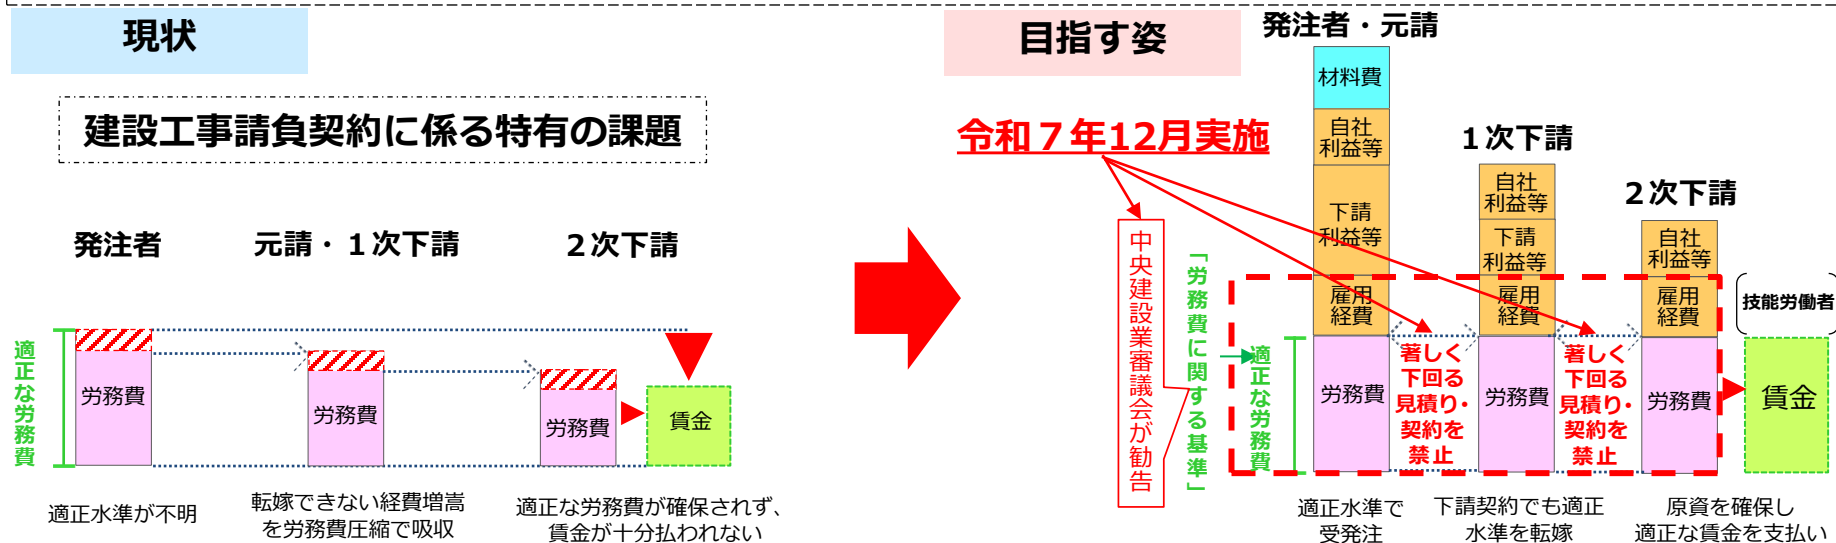 現状
建設工事請負契約に係る特有の課題
発注者
元請・１次下請
２次下請
適正な労務費
労務費
労務費
労務費
賃金
適正水準が不明
転嫁できない経費増嵩
を労務費圧縮で吸収
適正な労務費が確保されず、
賃金が十分払われない
目指す姿
発注者・元請
令和７年12月実施
１次下請
２次下請
中央建設業審議会が勧告
「労務費に関する基準」
適正な労務費
材料費
自社
利益等
下請
利益等
雇用
経費
労務費
著しく
下回る
見積り・
契約を
禁止
自社
利益等
下請
利益等
雇用
経費
労務費
著しく
下回る
見積り・
契約を
禁止
自社
利益等
雇用
経費
労務費
技能労働者
賃金
適正水準で
受発注
下請契約でも適正
水準を転嫁
原資を確保し
適正な賃金を支払い